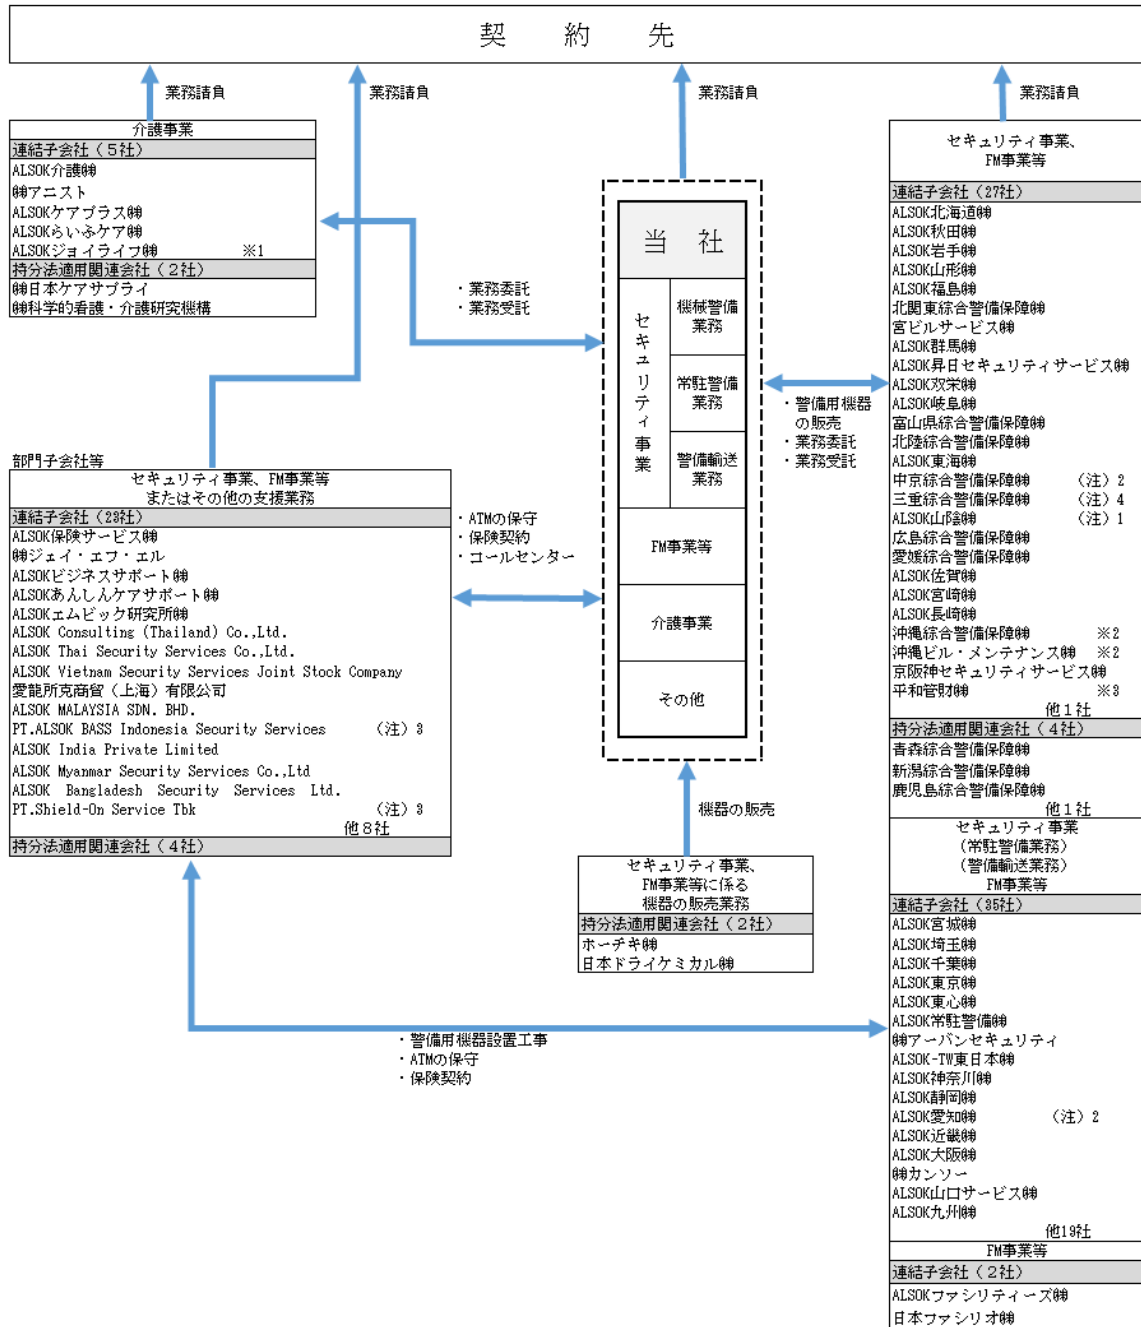 契約先
業務請負
業務請負
業務請負
業務請負
介護事業
連結子会社（５社）
ALSOK介護㈱
㈱アニスト
ALSOKケアプラス㈱
ALSOKらいふケア㈱
ALSOKジョイライフ㈱ ※1
持分法適用関連会社（２社）
㈱日本ケアサプライ
㈱科学的看護・介護研究機構
・業務委託
・業務受託
部門子会社等
セキュリティ事業、FM事業等
またはその他の支援業務
連結子会社（23社）
ALSOK保険サービス㈱
㈱ジェイ・エフ・エル
ALSOKビジネスサポート㈱
ALSOKあんしんケアサポート㈱
ALSOKエムビック研究所㈱
ALSOK Consulting (Thailand) Co.,Ltd.
ALSOK Thai Security Services Co.,Ltd.
ALSOK Vietnam Security Services Joint Stock Company
愛龍所克商貿（上海）有限公司
ALSOK MALAYSIA SDN. BHD.
PT.ALSOK BASS Indonesia Security Services （注）3
ALSOK India Private Limited
ALSOK Myanmar Security Services Co.,Ltd
ALSOK Bangladesh Security Services Ltd.
PT.Shield-On Service Tbk （注）3
他８社
持分法適用関連会社（４社）
・ATMの保守
・保険契約
・コールセンター
当社
セキュリティ事業
機械警備
業務
常駐警備
業務
警備輸送
業務
FM事業等
介護事業
その他
・警備用機器
の販売
・業務委託
・業務受託
機器の販売
セキュリティ事業、
FM事業等に係る
機器の販売業務
持分法適用関連会社（２社）
ホーチキ㈱
日本ドライケミカル㈱
・警備用機器設置工事
・ATMの保守
・保険契約
セキュリティ事業、
FM事業等
連結子会社（27社）
ALSOK北海道㈱
ALSOK秋田㈱
ALSOK岩手㈱
ALSOK山形㈱
ALSOK福島㈱
北関東綜合警備保障㈱
宮ビルサービス㈱
ALSOK群馬㈱
ALSOK昇日セキュリティサービス㈱
ALSOK双栄㈱
ALSOK岐阜㈱
富山県綜合警備保障㈱
北陸綜合警備保障㈱
ALSOK東海㈱
中京綜合警備保障㈱ （注）2
三重綜合警備保障㈱ （注）4
ALSOK山陰㈱ （注）1
広島綜合警備保障㈱
愛媛綜合警備保障㈱
ALSOK佐賀㈱
ALSOK宮崎㈱
ALSOK長崎㈱
沖縄綜合警備保障㈱ ※2
沖縄ビル・メンテナンス㈱ ※2
京阪神セキュリティサービス㈱
平和管財㈱ ※3
他１社
持分法適用関連会社（４社）
青森綜合警備保障㈱
新潟綜合警備保障㈱
鹿児島綜合警備保障㈱
他１社
セキュリティ事業
（常駐警備業務）
（警備輸送業務）
FM事業等
連結子会社（35社）
ALSOK宮城㈱
ALSOK埼玉㈱
ALSOK千葉㈱
ALSOK東京㈱
ALSOK東心㈱
ALSOK常駐警備㈱
㈱アーバンセキュリティ
ALSOK-TW東日本㈱
ALSOK神奈川㈱
ALSOK静岡㈱
ALSOK愛知㈱ （注）2
ALSOK近畿㈱
ALSOK大阪㈱
㈱カンソー
ALSOK山口サービス㈱
ALSOK九州㈱
他19社
FM事業等
連結子会社（２社）
ALSOKファシリティーズ㈱
日本ファシリオ㈱